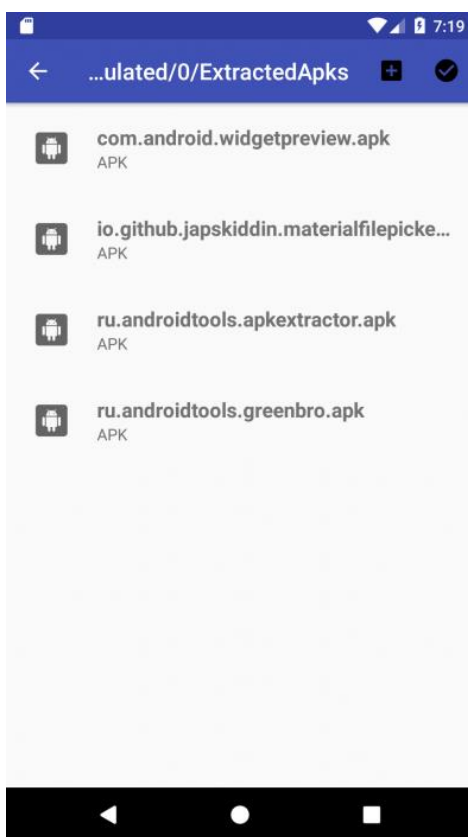 7:19
...ulated/0/ExtractedApks
com.android.widgetpreview.apk
APK
io.github.japskiddin.materialfilepicke...
APK
ru.androidtools.apkextractor.apk
APK
ru.androidtools.greenbro.apk
APK